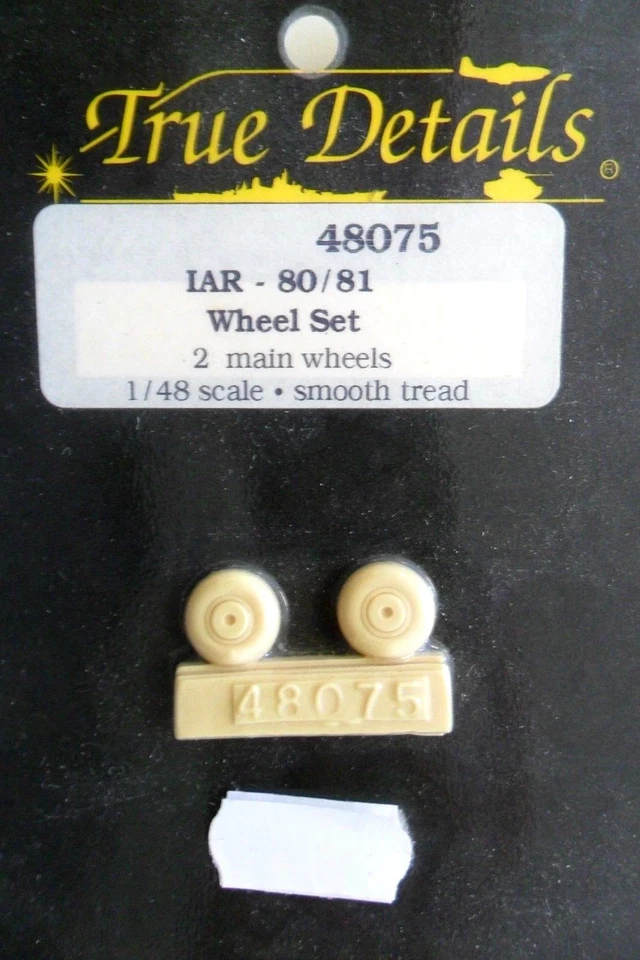 True Details ®
48075
IAR - 80/81
Wheel Set
2 main wheels
1/48 scale • smooth tread
48075